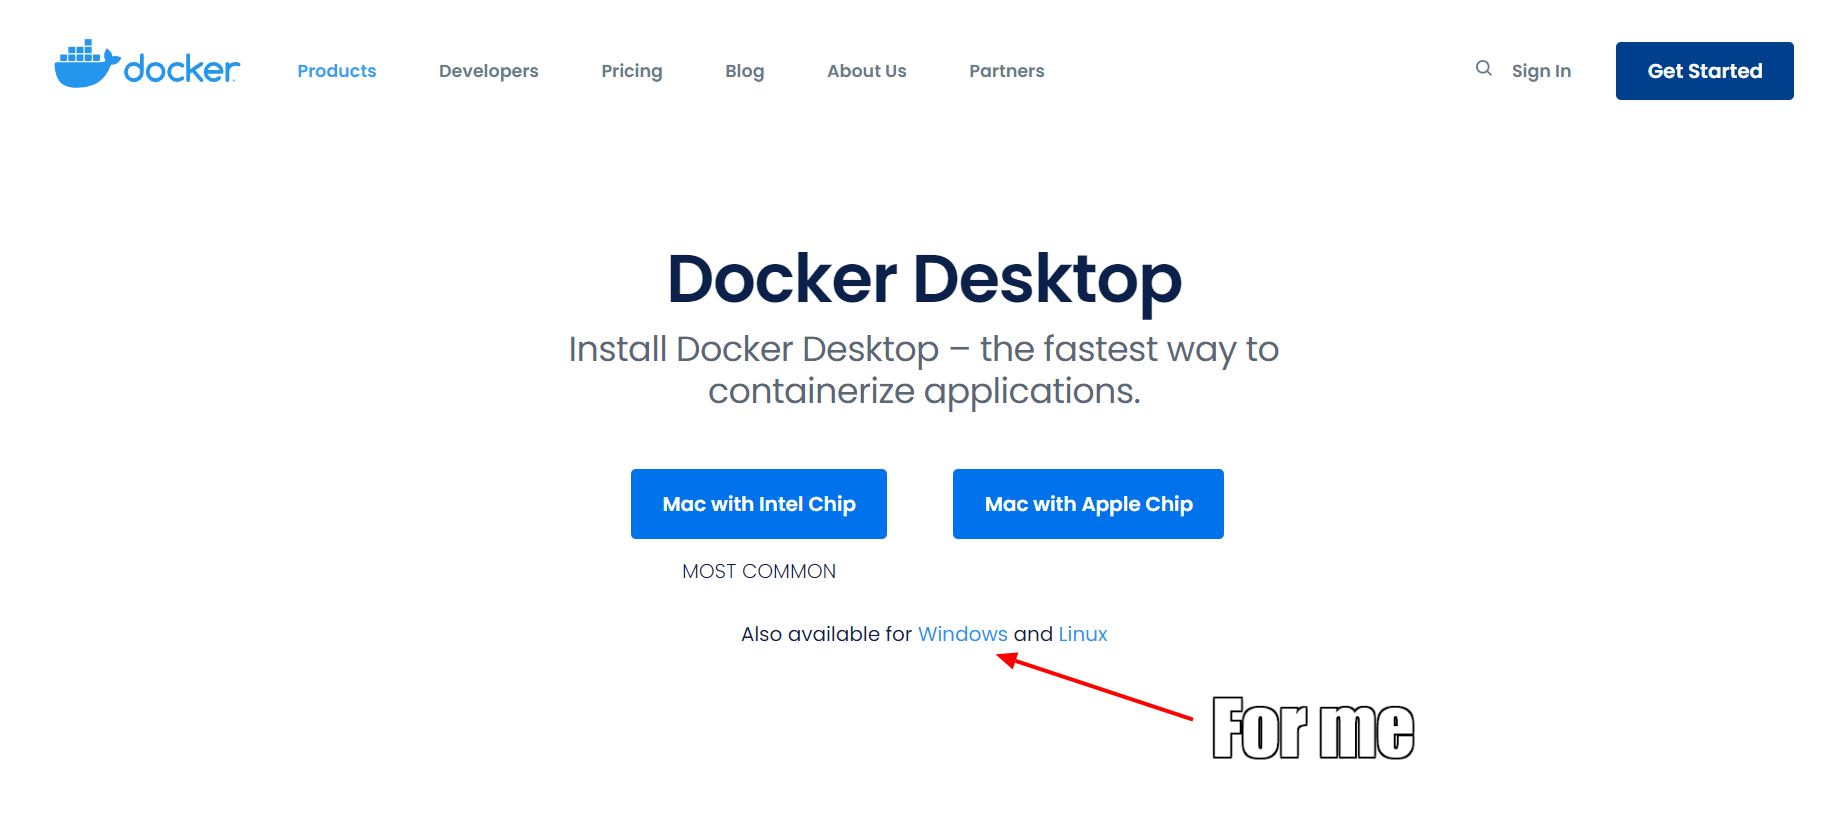 docker Products Developers Pricing Blog About Us Partners Sign In Get Started
Docker Desktop
Install Docker Desktop – the fastest way to
containerize applications.
Mac with Intel Chip Mac with Apple Chip
MOST COMMON
Also available for Windows and Linux
For me